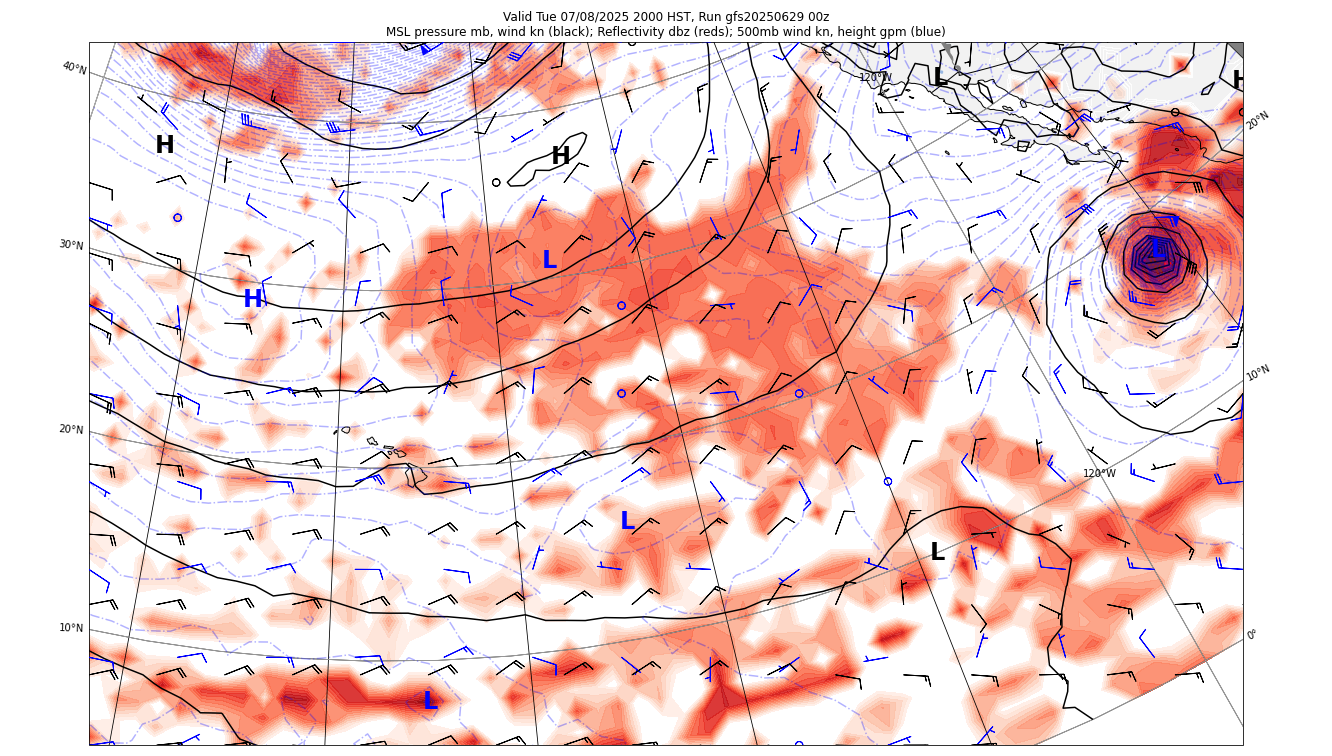 Valid Tue 07/08/2025 2000 HST, Run gfs20250629 00z
MSL pressure mb, wind kn (black); Reflectivity dbz (reds); 500mb wind kn, height gpm (blue)
40°N
120°W
L
H
20°N
H
H
30°N
L
L
H
10°N
20°N
120°W
L
L
10°N
0°
L